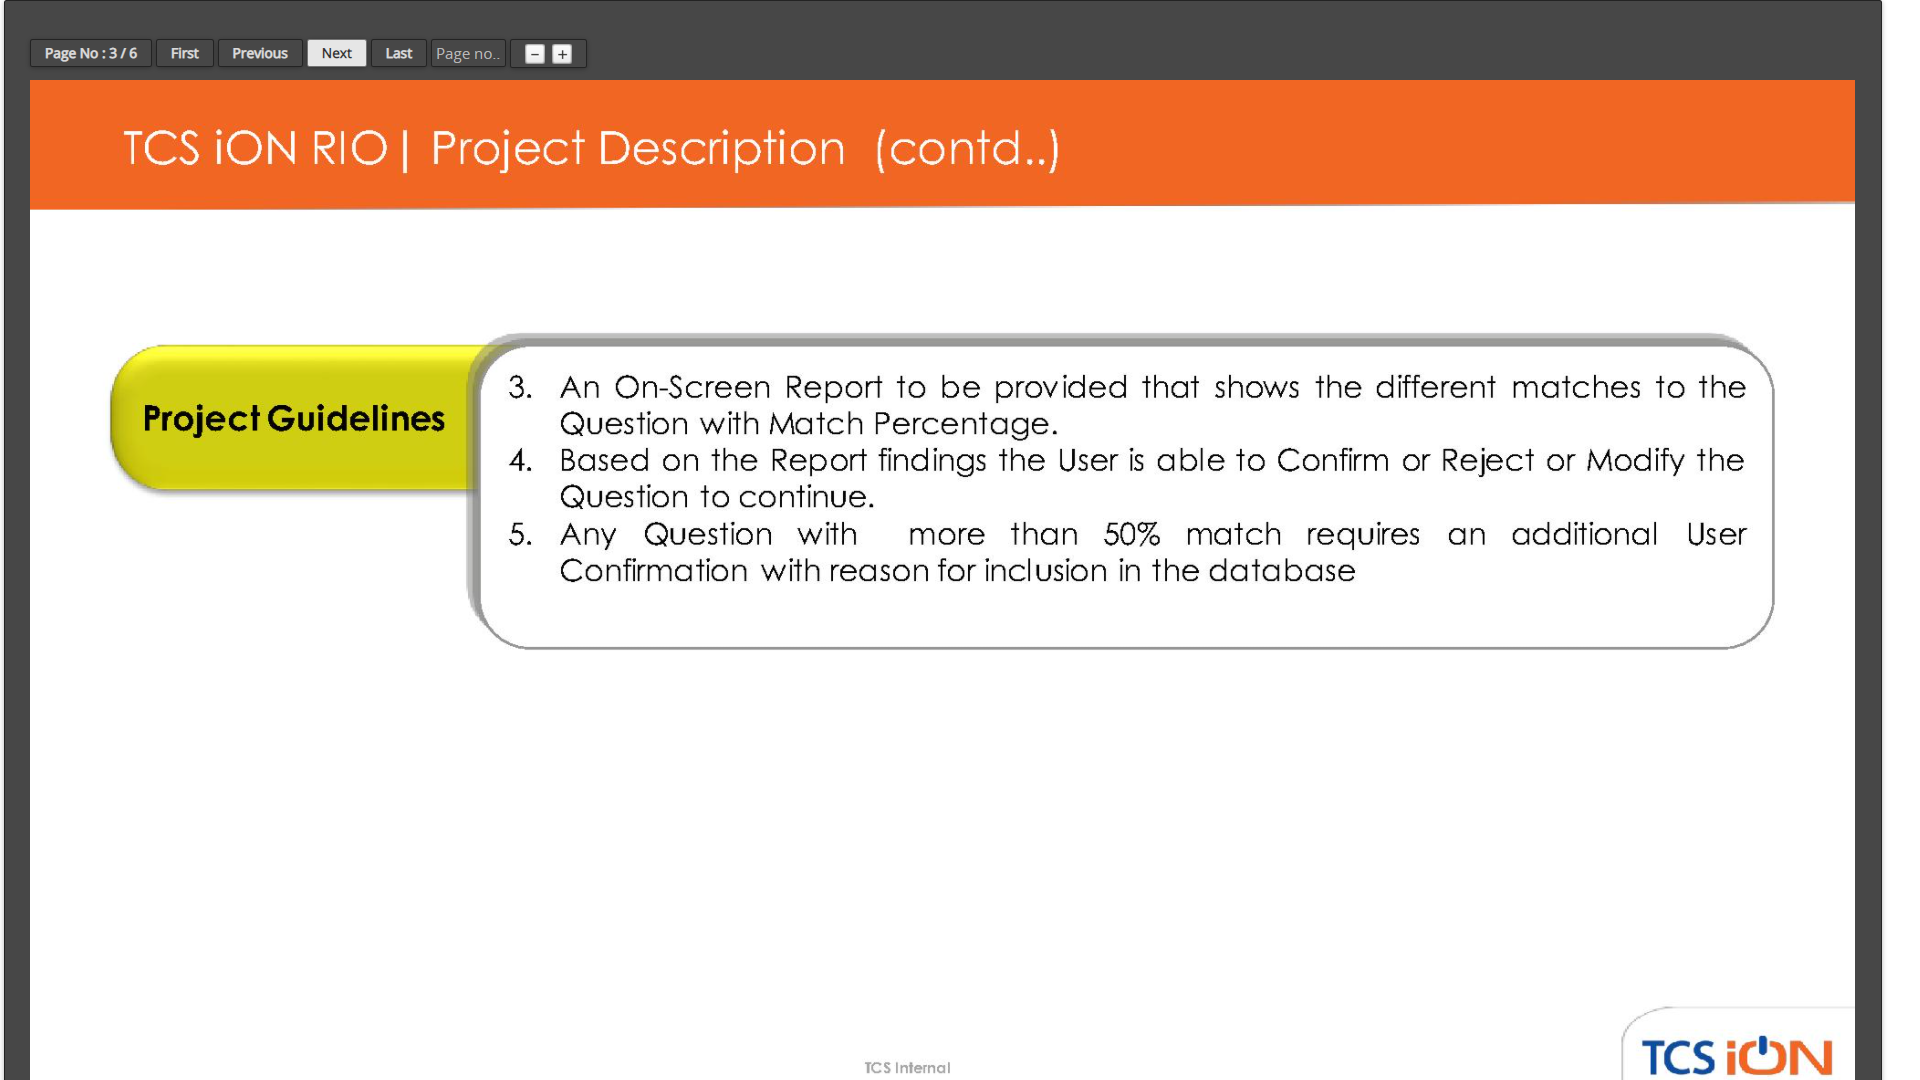 Page No : 3 / 6 First Previous Next Last Page no.. - +
TCS iON RIO| Project Description (contd..)
Project Guidelines
3. An On-Screen Report to be provided that shows the different matches to the
Question with Match Percentage.
4. Based on the Report findings the User is able to Confirm or Reject or Modify the
Question to continue.
5. Any Question with more than 50% match requires an additional User
Confirmation with reason for inclusion in the database
TCS Internal
TCS iON